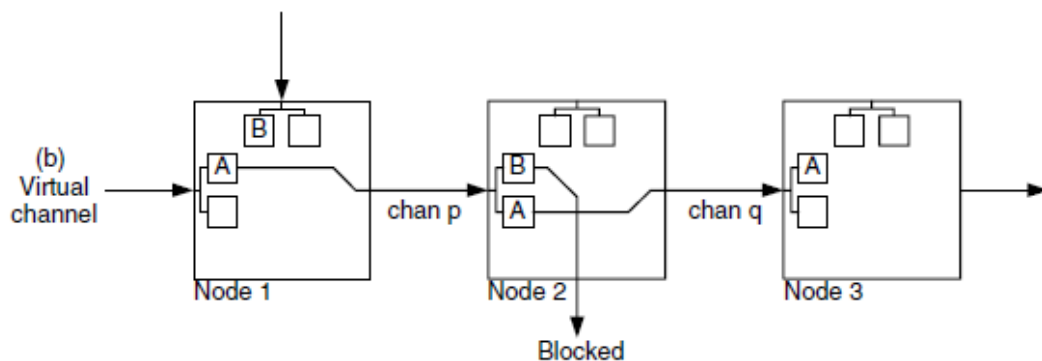 B
(b)
Virtual
channel
A
chan p
B
A
chan q
A
Node 1
Node 2
Node 3
Blocked